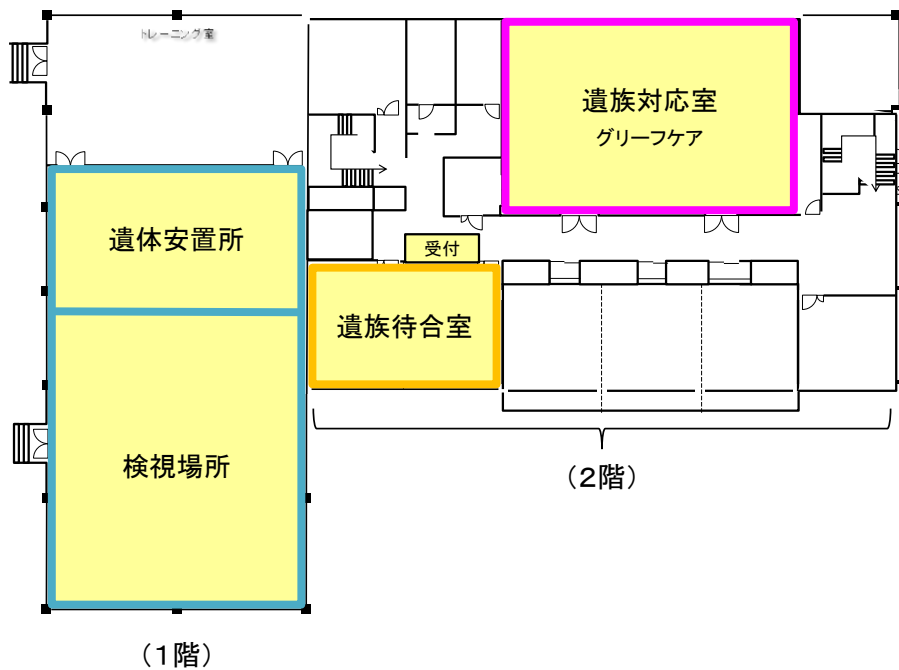 トレーニング室
遺族対応室
グリーフケア
遺体安置所
受付
遺族待合室
検視場所
（２階）
（１階）